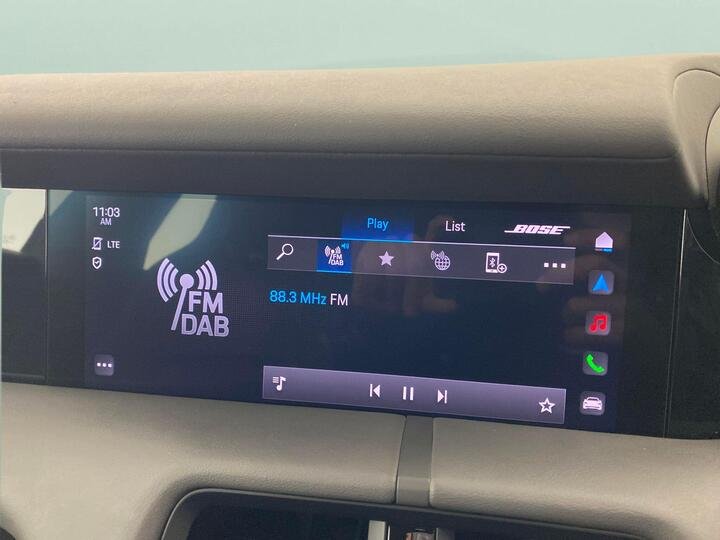 11:03
AM
LTE
Play
List
BOSE
FM
DAB
88.3 MHz FM
FM
DAB